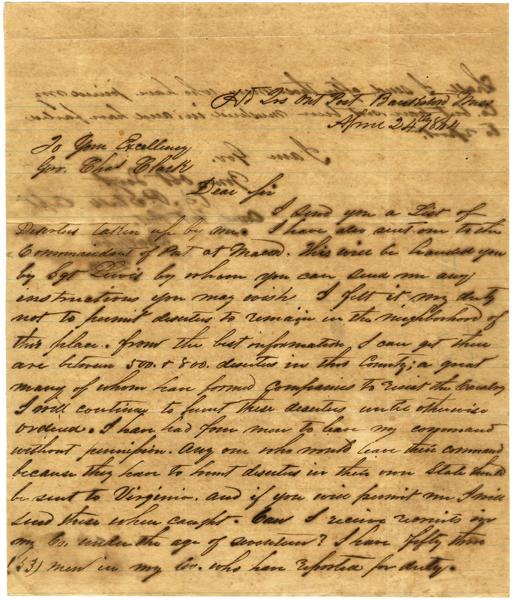 Hd Qrs Out Post
April 24th 1864
To Your Excellency
Gov. Chas Clark
Dear Sir
I send you a List of
Deserters taken up by me. I have also sent one to the
Commandant of Post at Macon. This will be handed you
by Sgt by whom you can send me any
instructions you may wish. I felt it my duty
not to permit deserters to remain in the neighborhood of
this place. from the best information, I can get there
are between 500. & 800. deserters in this County; a great
many of whom have formed Companies to resist the Cavalry
I will continue to hunt these deserters until otherwise
ordered. I have had four men to leave my command
without permission. Any one who would leave their command
because they have to hunt deserters in their own State should
be sent to Virginia. and if you will permit me I will
send these when caught. Can I receive recruits in
my Co. under the age of seventeen? I have fifty three
(53) men in my Co. who have reported for duty.